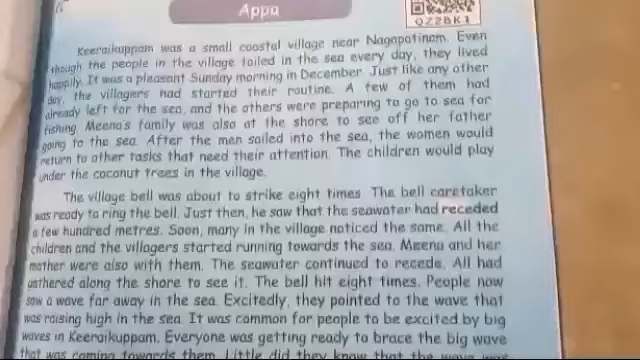 Appa
QZZBK1
Keeraikuppam was a small coastal village near Nagapatinam. Even
though the people in the village toiled in the sea every day, they lived
happily. It was a pleasant Sunday morning in December. Just like any other
day, the villagers had started their routine. A few of them had
already left for the sea, and the others were preparing to go to sea for
fishing. Meena's family was also at the shore to see off her father
going to the sea. After the men sailed into the sea, the women would
return to other tasks that need their attention. The children would play
under the coconut trees in the village.
The village bell was about to strike eight times. The bell caretaker
was ready to ring the bell. Just then, he saw that the seawater had receded
a few hundred metres. Soon, many in the village noticed the same. All the
children and the villagers started running towards the sea. Meena and her
mother were also with them. The seawater continued to recede. All had
gathered along the shore to see it. The bell hit eight times. People now
saw a wave far away in the sea. Excitedly, they pointed to the wave that
was raising high in the sea. It was common for people to be excited by big
waves in Keeraikuppam. Everyone was getting ready to brace the big wave
that was coming towards them. Little did they know that the wave was